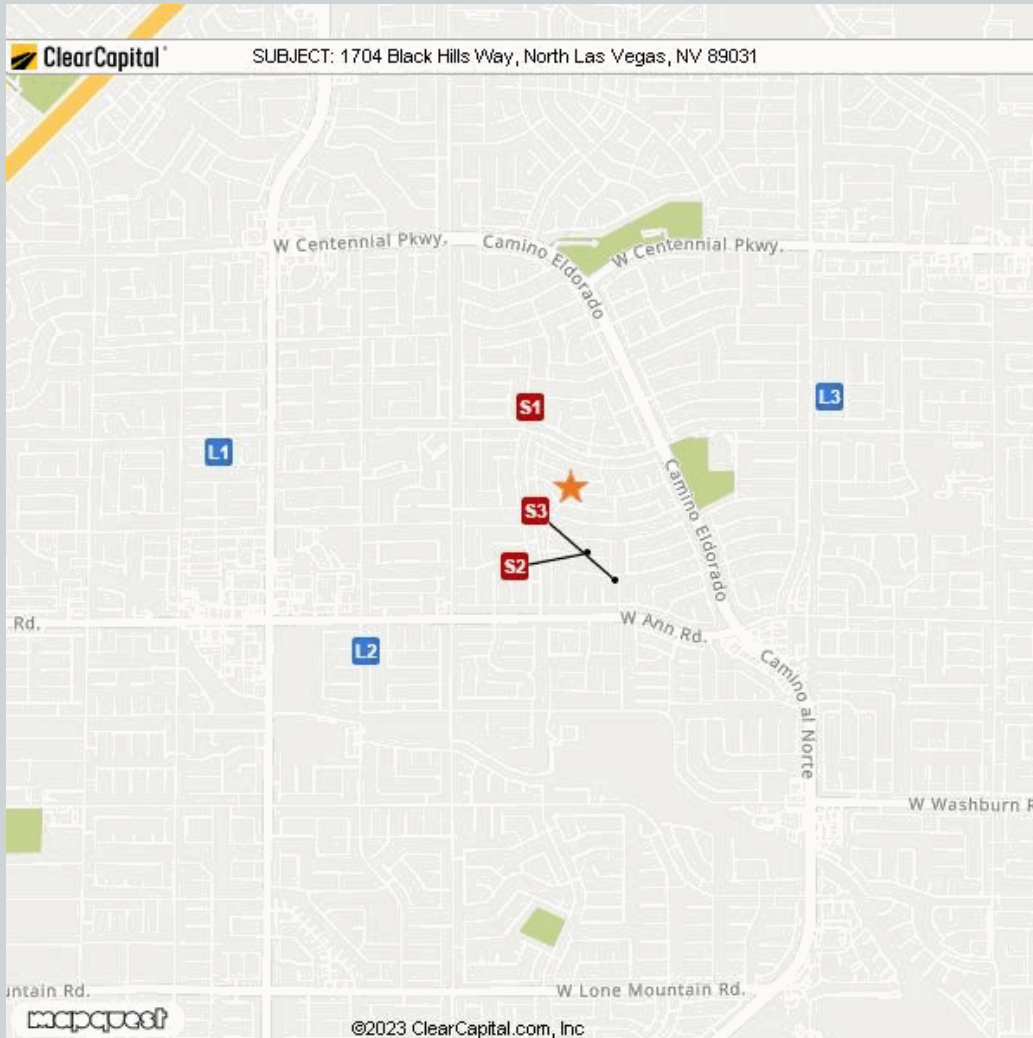 ClearCapital®
SUBJECT: 1704 Black Hills Way, North Las Vegas, NV 89031
W Centennial Pkwy.
Camino Eldorado
W Centennial Pkwy.
S1
L3
L1
Camino Eldorado
S3
S2
Rd.
W Ann Rd.
L2
Camino al Norte
W Washburn R
untain Rd.
W Lone Mountain Rd.
mapquest
©2023 ClearCapital.com, Inc